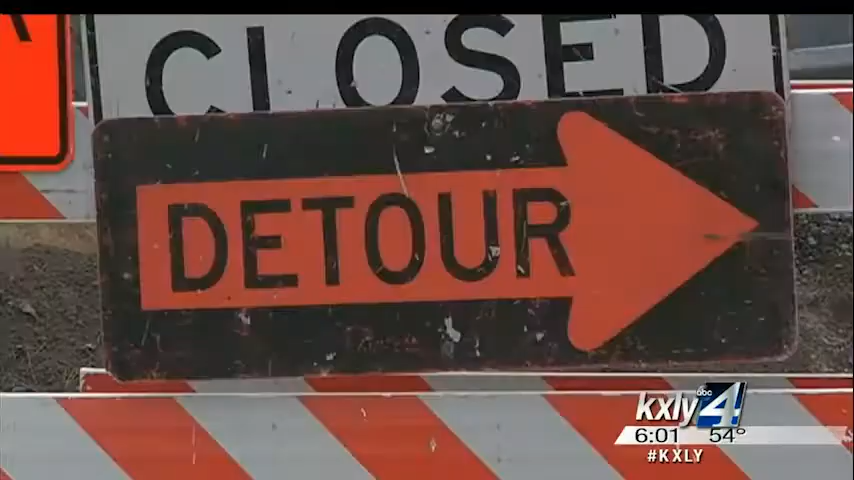 CLOSED
DETOUR
kxly abc 4
6:01 54°
#KXLY